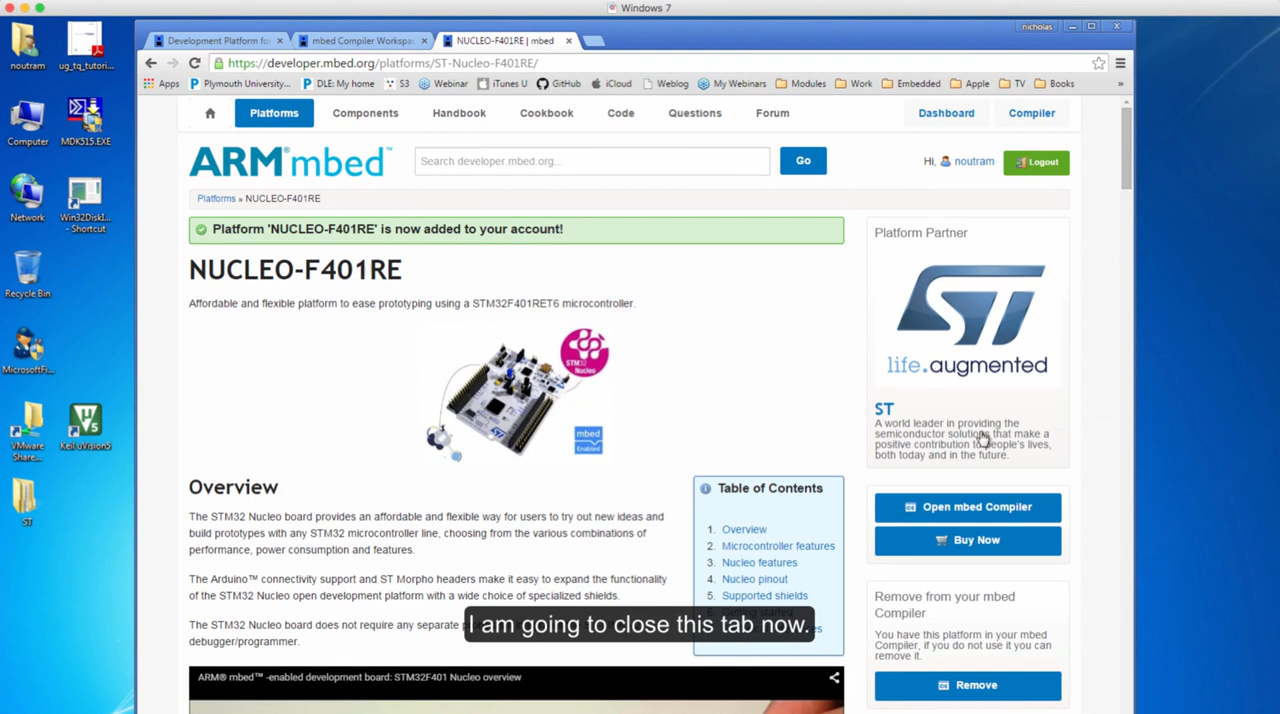 Windows 7
nicholas
noutram
ug_tq_tutori...
Computer
MDK515.EXE
Network
Win32DiskI... - Shortcut
Recycle Bin
MicrosoftFi...
VMware Share...
Keil uVision5
ST
Development Platform fo
mbed Compiler Workspac
NUCLEO-F401RE | mbed
https://developer.mbed.org/platforms/ST-Nucleo-F401RE/
Apps
Plymouth University...
DLE: My home
S3
Webinar
iTunes U
GitHub
iCloud
Weblog
My Webinars
Modules
Work
Embedded
Apple
TV
Books
»
Platforms
Components
Handbook
Cookbook
Code
Questions
Forum
Dashboard
Compiler
ARM®mbed™
Search developer.mbed.org...
Go
Hi, noutram
Logout
Platforms » NUCLEO-F401RE
Platform 'NUCLEO-F401RE' is now added to your account!
NUCLEO-F401RE
Affordable and flexible platform to ease prototyping using a STM32F401RET6 microcontroller.
STM32
Nucleo
mbed
Enabled
Overview
The STM32 Nucleo board provides an affordable and flexible way for users to try out new ideas and
build prototypes with any STM32 microcontroller line, choosing from the various combinations of
performance, power consumption and features.
The Arduino™ connectivity support and ST Morpho headers make it easy to expand the functionality
of the STM32 Nucleo open development platform with a wide choice of specialized shields.
The STM32 Nucleo board does not require any separate
debugger/programmer.
Table of Contents
1. Overview
2. Microcontroller features
3. Nucleo features
4. Nucleo pinout
5. Supported shields
I am going to close this tab now.
ARM® mbed™ -enabled development board: STM32F401 Nucleo overview
Platform Partner
ST
life.augmented
ST
A world leader in providing the
semiconductor solutions that make a
positive contribution to people's lives,
both today and in the future.
Open mbed Compiler
Buy Now
Remove from your mbed
Compiler
You have this platform in your mbed
Compiler, if you do not use it you can
remove it.
Remove